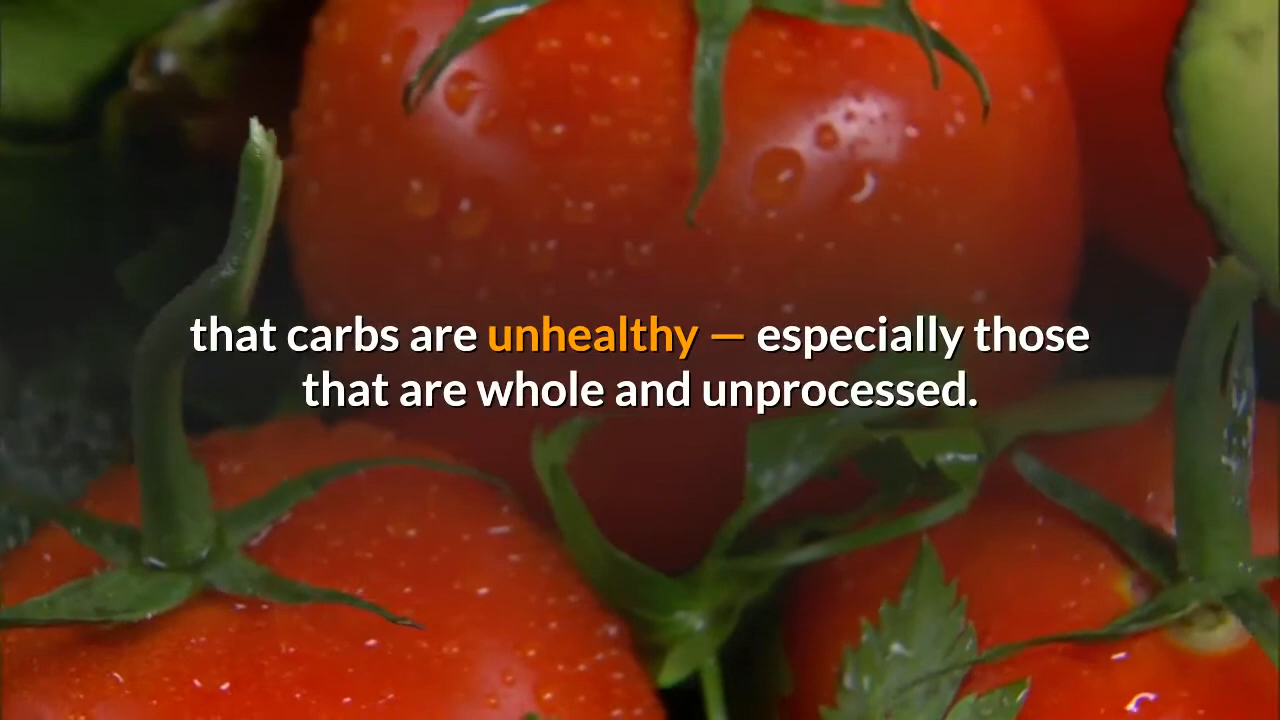 that carbs are unhealthy — especially those
that are whole and unprocessed.